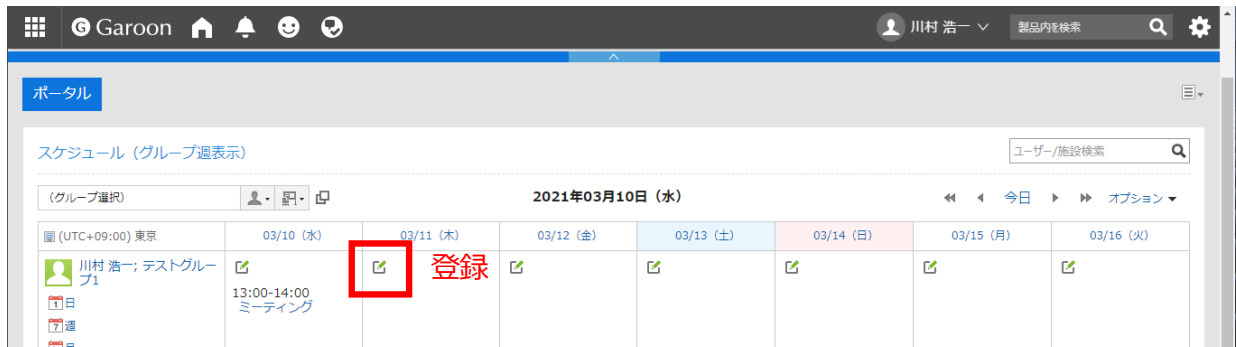 Garoon 川村 浩一 製品内を検索
ポータル
スケジュール（グループ週表示） ユーザー/施設検索
(グループ選択) 2021年03月10日（水） 今日 オプション
(UTC+09:00) 東京 03/10（水） 03/11（木） 03/12（金） 03/13（土） 03/14（日） 03/15（月） 03/16（火）
川村 浩一; テストグルー 登録
プ1
13:00-14:00
1日 ミーティング
7週